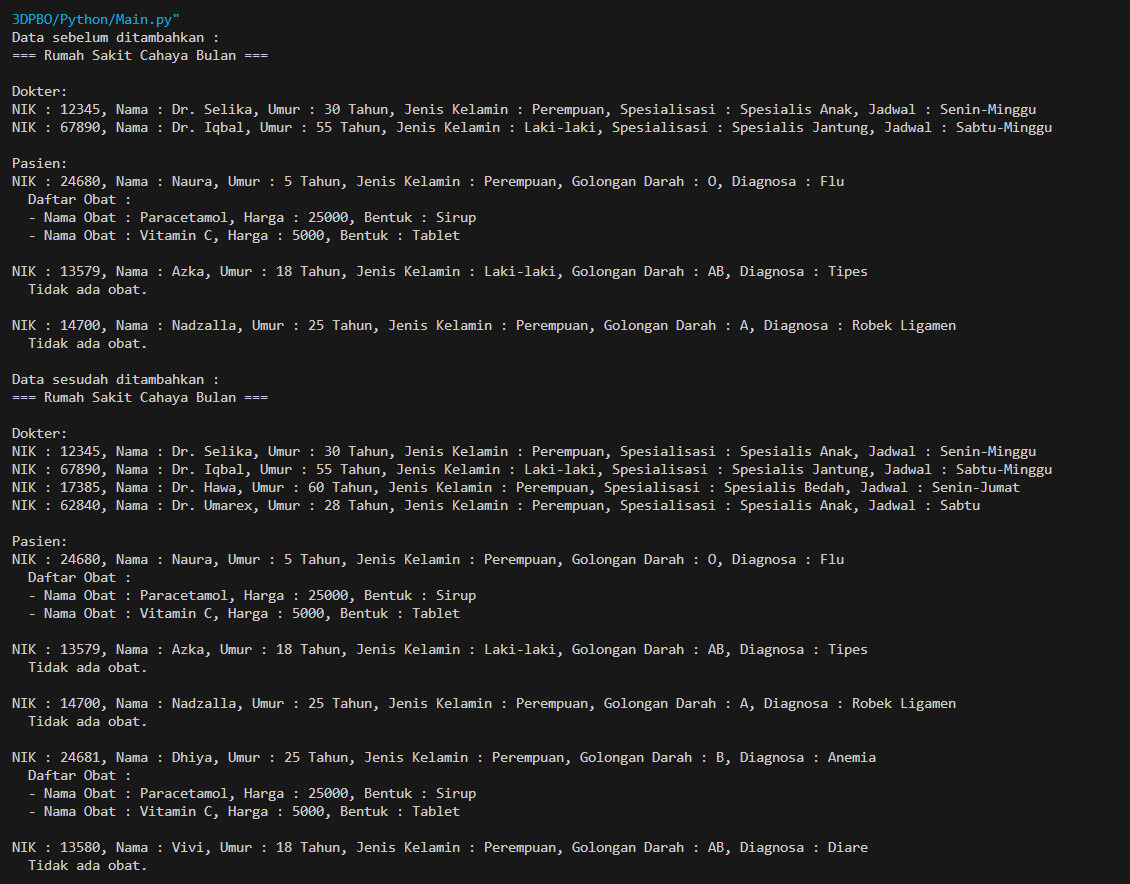 3DPBO/Python/Main.py"
Data sebelum ditambahkan :
=== Rumah Sakit Cahaya Bulan ===
Dokter:
NIK : 12345, Nama : Dr. Selika, Umur : 30 Tahun, Jenis Kelamin : Perempuan, Spesialisasi : Spesialis Anak, Jadwal : Senin-Minggu
NIK : 67890, Nama : Dr. Iqbal, Umur : 55 Tahun, Jenis Kelamin : Laki-laki, Spesialisasi : Spesialis Jantung, Jadwal : Sabtu-Minggu
Pasien:
NIK : 24680, Nama : Naura, Umur : 5 Tahun, Jenis Kelamin : Perempuan, Golongan Darah : O, Diagnosa : Flu
Daftar Obat :
- Nama Obat : Paracetamol, Harga : 25000, Bentuk : Sirup
- Nama Obat : Vitamin C, Harga : 5000, Bentuk : Tablet
NIK : 13579, Nama : Azka, Umur : 18 Tahun, Jenis Kelamin : Laki-laki, Golongan Darah : AB, Diagnosa : Tipes
Tidak ada obat.
NIK : 14700, Nama : Nadzalla, Umur : 25 Tahun, Jenis Kelamin : Perempuan, Golongan Darah : A, Diagnosa : Robek Ligamen
Tidak ada obat.
Data sesudah ditambahkan :
=== Rumah Sakit Cahaya Bulan ===
Dokter:
NIK : 12345, Nama : Dr. Selika, Umur : 30 Tahun, Jenis Kelamin : Perempuan, Spesialisasi : Spesialis Anak, Jadwal : Senin-Minggu
NIK : 67890, Nama : Dr. Iqbal, Umur : 55 Tahun, Jenis Kelamin : Laki-laki, Spesialisasi : Spesialis Jantung, Jadwal : Sabtu-Minggu
NIK : 17385, Nama : Dr. Hawa, Umur : 60 Tahun, Jenis Kelamin : Perempuan, Spesialisasi : Spesialis Bedah, Jadwal : Senin-Jumat
NIK : 62840, Nama : Dr. Umarex, Umur : 28 Tahun, Jenis Kelamin : Perempuan, Spesialisasi : Spesialis Anak, Jadwal : Sabtu
Pasien:
NIK : 24680, Nama : Naura, Umur : 5 Tahun, Jenis Kelamin : Perempuan, Golongan Darah : O, Diagnosa : Flu
Daftar Obat :
- Nama Obat : Paracetamol, Harga : 25000, Bentuk : Sirup
- Nama Obat : Vitamin C, Harga : 5000, Bentuk : Tablet
NIK : 13579, Nama : Azka, Umur : 18 Tahun, Jenis Kelamin : Laki-laki, Golongan Darah : AB, Diagnosa : Tipes
Tidak ada obat.
NIK : 14700, Nama : Nadzalla, Umur : 25 Tahun, Jenis Kelamin : Perempuan, Golongan Darah : A, Diagnosa : Robek Ligamen
Tidak ada obat.
NIK : 24681, Nama : Dhiya, Umur : 25 Tahun, Jenis Kelamin : Perempuan, Golongan Darah : B, Diagnosa : Anemia
Daftar Obat :
- Nama Obat : Paracetamol, Harga : 25000, Bentuk : Sirup
- Nama Obat : Vitamin C, Harga : 5000, Bentuk : Tablet
NIK : 13580, Nama : Vivi, Umur : 18 Tahun, Jenis Kelamin : Perempuan, Golongan Darah : AB, Diagnosa : Diare
Tidak ada obat.